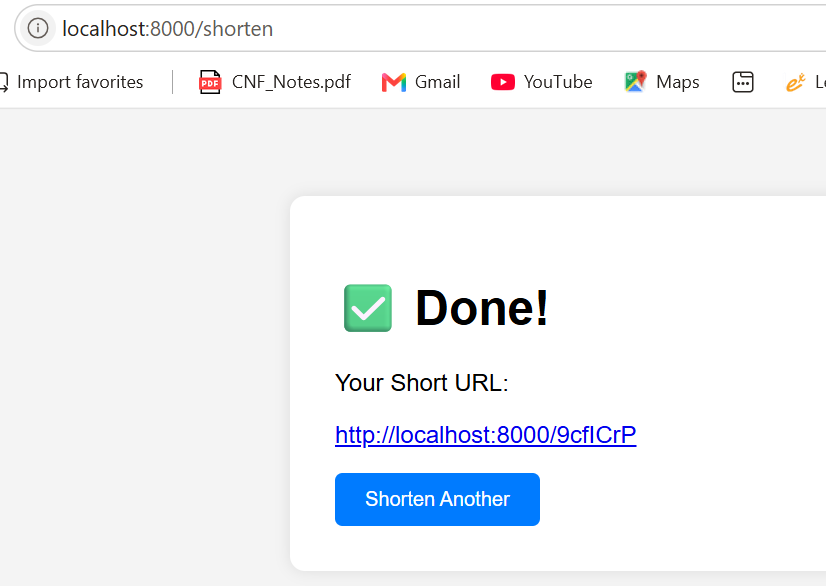 localhost:8000/shorten
Import favorites CNF_Notes.pdf Gmail YouTube Maps
PDF
Done!
Your Short URL:
http://localhost:8000/9cfICrP
Shorten Another